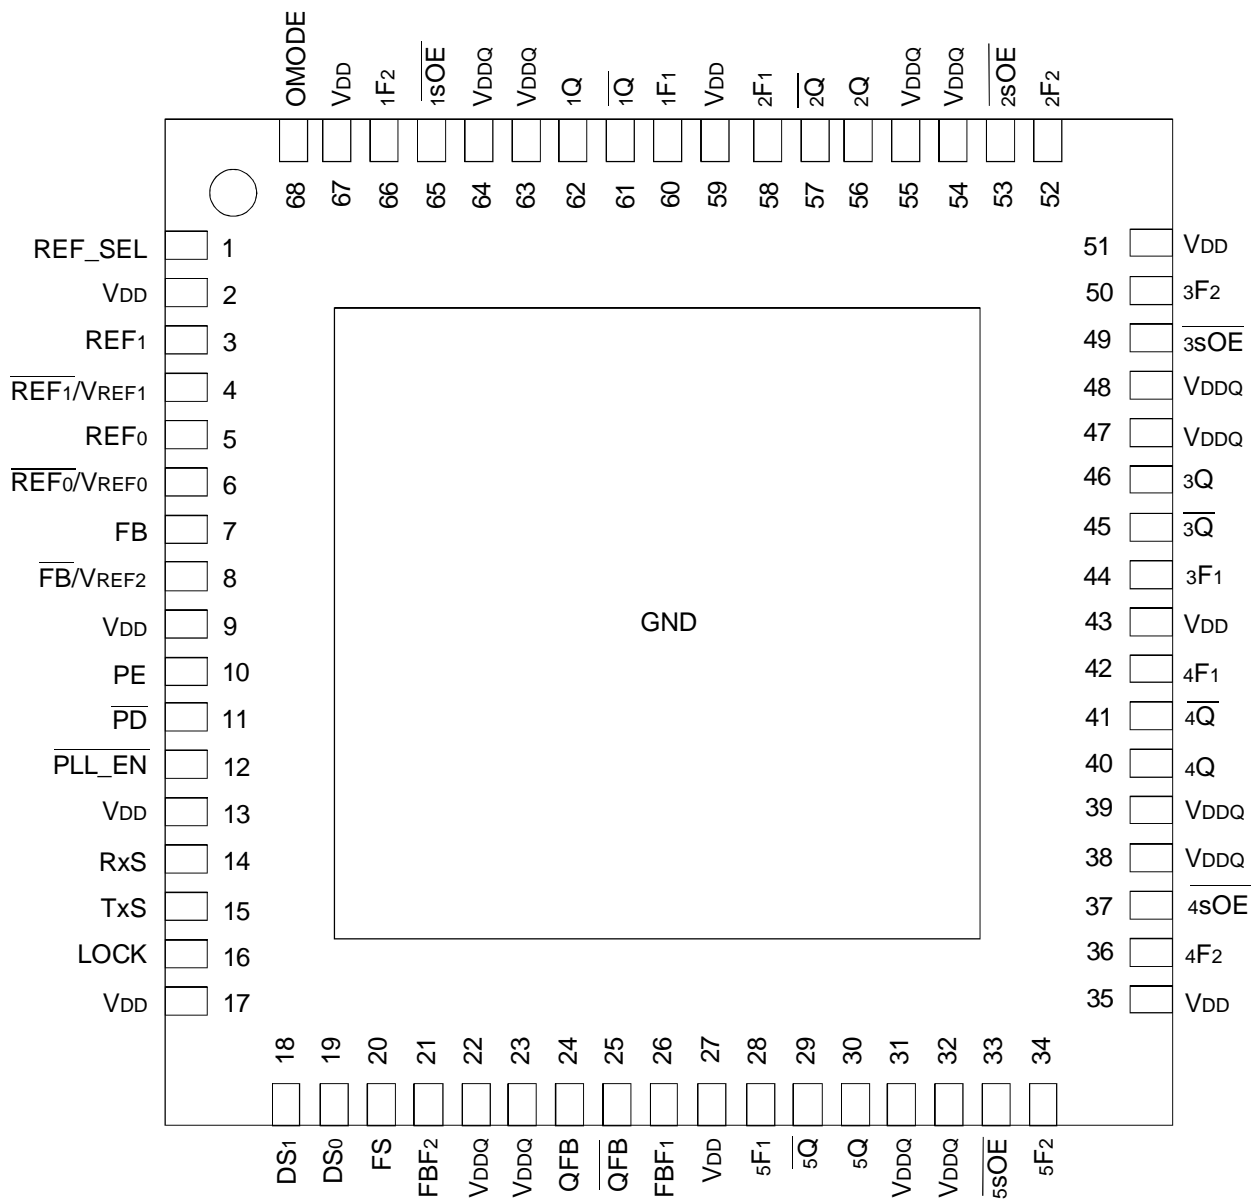 OMODE
VDD
1F2
1sOE
VDDQ
VDDQ
1Q
1Q
1F1
VDD
2F1
2Q
2Q
VDDQ
VDDQ
2sOE
2F2
68
67
66
65
64
63
62
61
60
59
58
57
56
55
54
53
52
REF_SEL 1
VDD 2
REF1 3
REF1/VREF1 4
REF0 5
REF0/VREF0 6
FB 7
FB/VREF2 8
VDD 9
PE 10
PD 11
PLL_EN 12
VDD 13
RxS 14
TxS 15
LOCK 16
VDD 17
GND
51 VDD
50 3F2
49 3sOE
48 VDDQ
47 VDDQ
46 3Q
45 3Q
44 3F1
43 VDD
42 4F1
41 4Q
40 4Q
39 VDDQ
38 VDDQ
37 4sOE
36 4F2
35 VDD
18
19
20
21
22
23
24
25
26
27
28
29
30
31
32
33
34
DS1
DS0
FS
FBF2
VDDQ
VDDQ
QFB
QFB
FBF1
VDD
5F1
5Q
5Q
VDDQ
VDDQ
5sOE
5F2